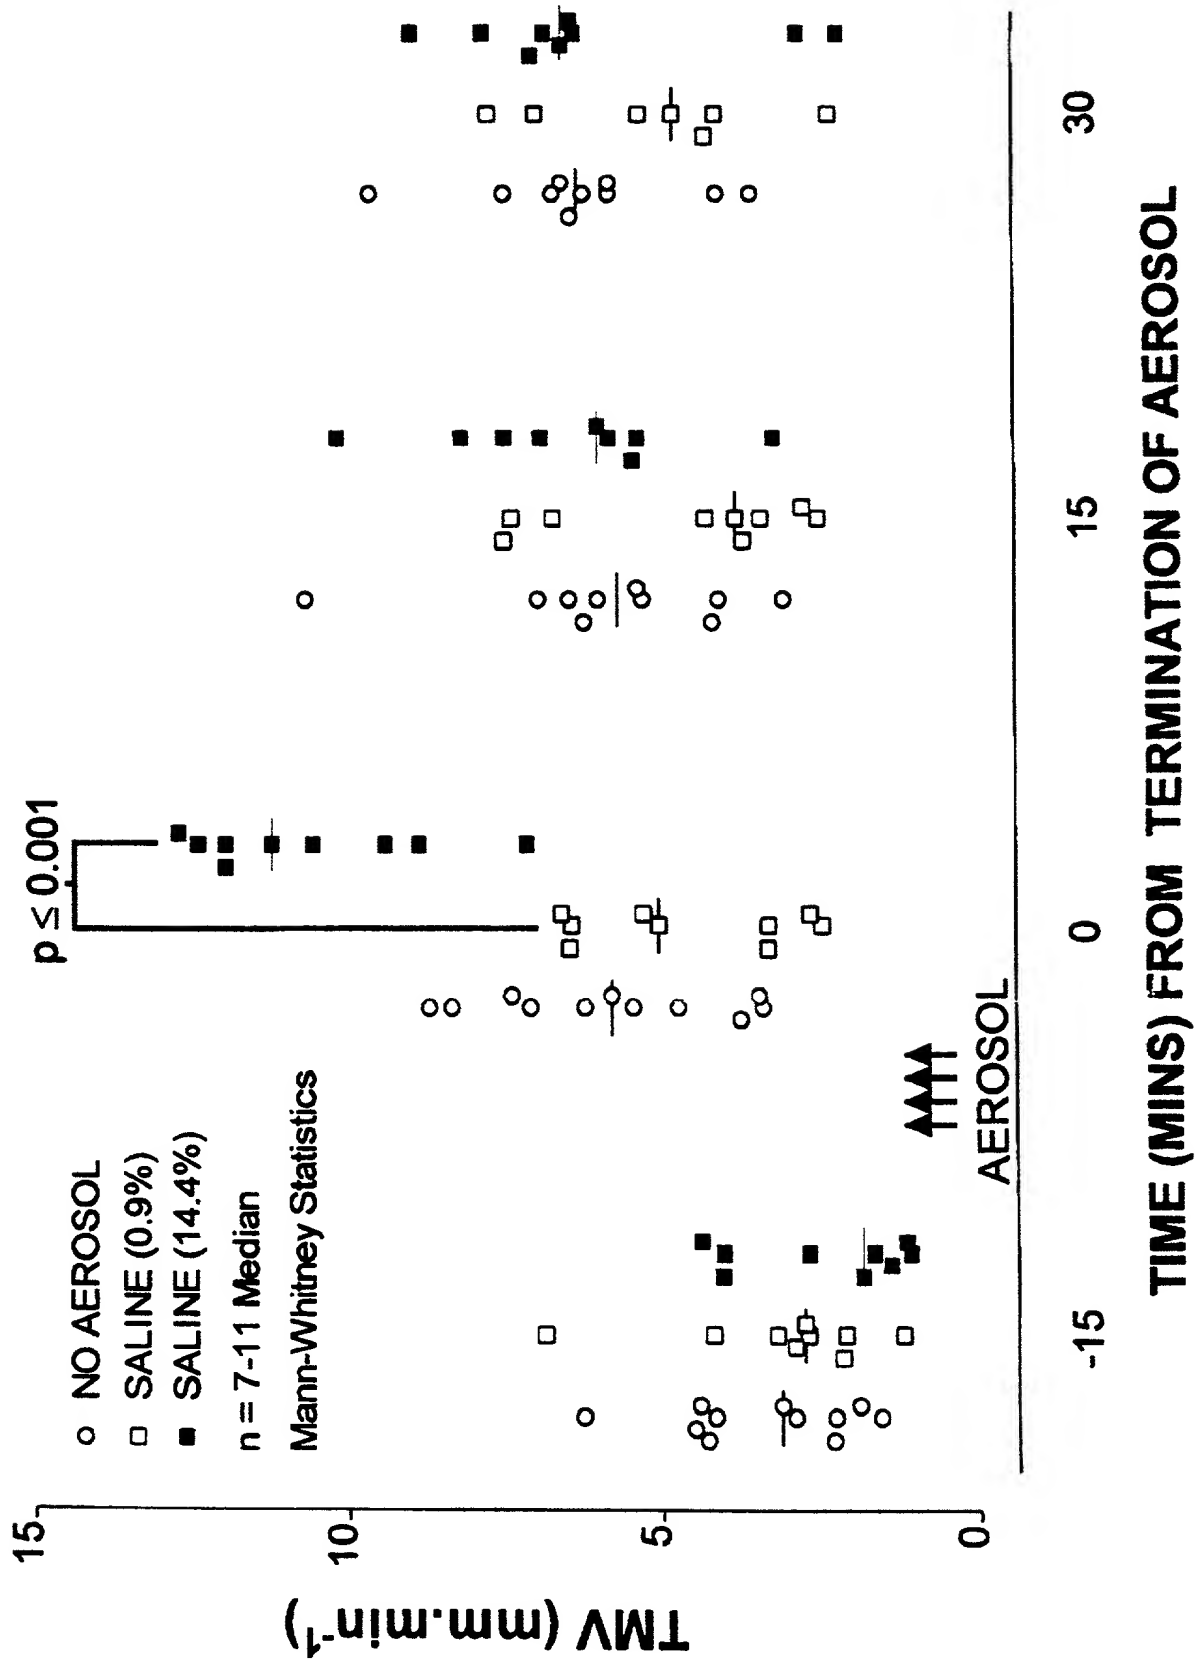 p ≤ 0.001
○ NO AEROSOL
□ SALINE (0.9%)
■ SALINE (14.4%)
n = 7-11 Median
Mann-Whitney Statistics
15
10
5
0
TMV (mm.min⁻¹)
AEROSOL
-15
0
15
30
TIME (MINS) FROM TERMINATION OF AEROSOL